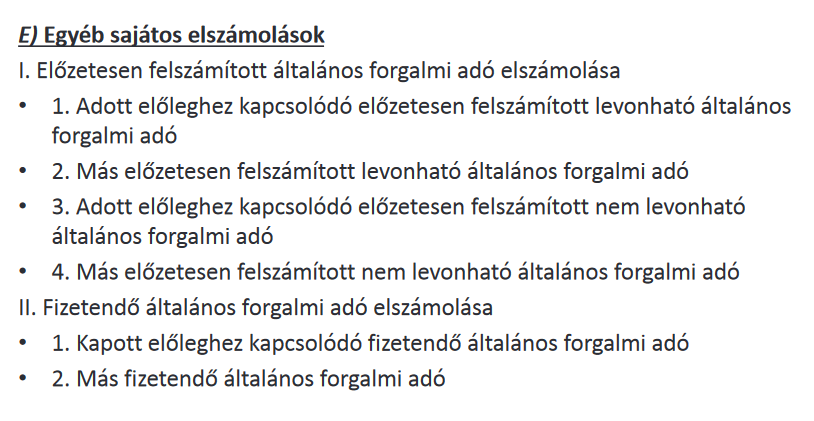 E) Egyéb sajátos elszámolások
I. Előzetesen felszámított általános forgalmi adó elszámolása
• 1. Adott előleghez kapcsolódó előzetesen felszámított levonható általános
forgalmi adó
• 2. Más előzetesen felszámított levonható általános forgalmi adó
• 3. Adott előleghez kapcsolódó előzetesen felszámított nem levonható
általános forgalmi adó
• 4. Más előzetesen felszámított nem levonható általános forgalmi adó
II. Fizetendő általános forgalmi adó elszámolása
• 1. Kapott előleghez kapcsolódó fizetendő általános forgalmi adó
• 2. Más fizetendő általános forgalmi adó